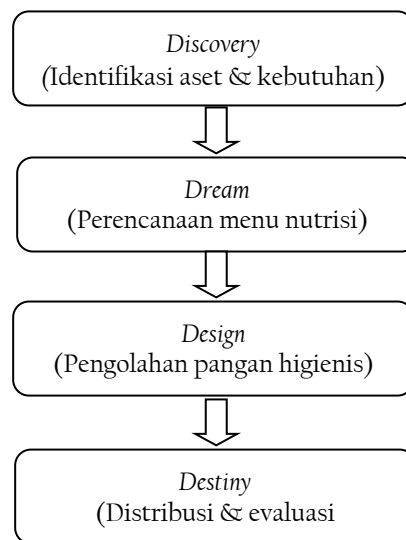 Discovery
(Identifikasi aset & kebutuhan)
Dream
(Perencanaan menu nutrisi)
Design
(Pengolahan pangan higienis)
Destiny
(Distribusi & evaluasi